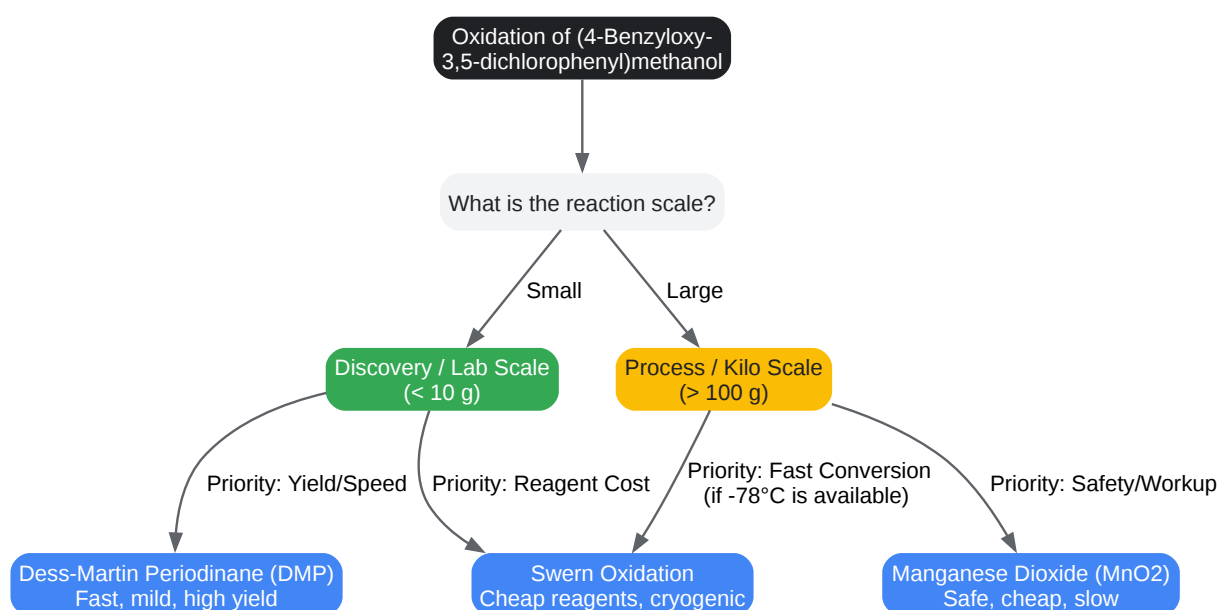 Oxidation of (4-Benzyloxy-
3,5-dichlorophenyl)methanol
What is the reaction scale?
Small
Large
Discovery / Lab Scale
(< 10 g)
Process / Kilo Scale
(> 100 g)
Priority: Yield/Speed
Priority: Reagent Cost
Priority: Fast Conversion
(if -78°C is available)
Priority: Safety/Workup
Dess-Martin Periodinane (DMP)
Fast, mild, high yield
Swern Oxidation
Cheap reagents, cryogenic
Manganese Dioxide (MnO2)
Safe, cheap, slow